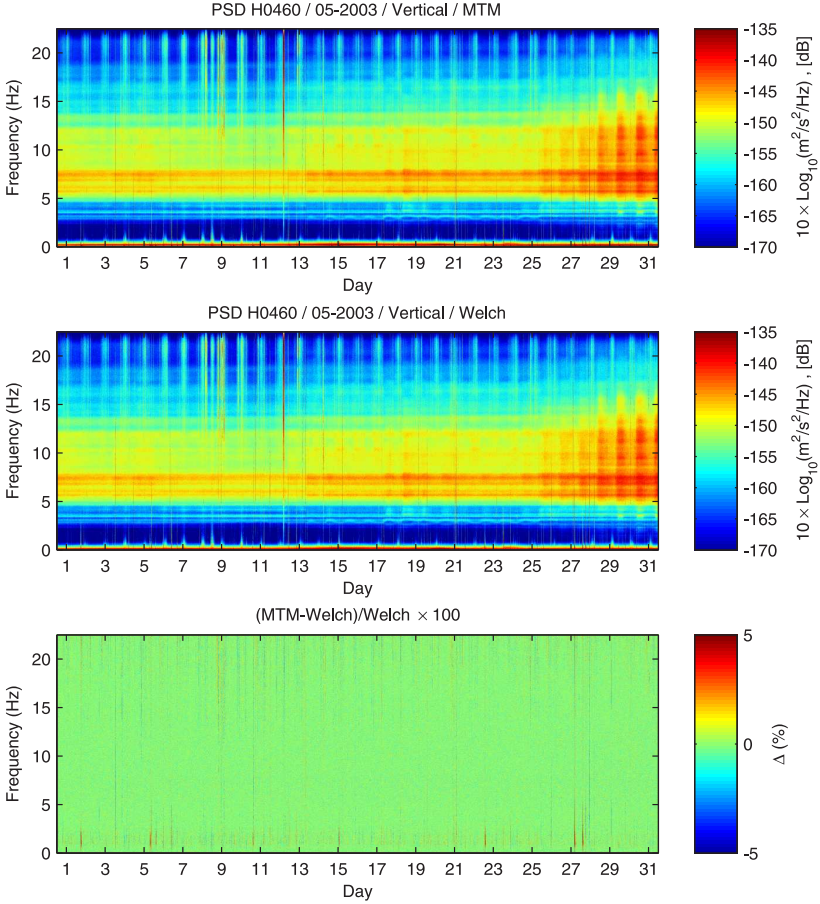 PSD H0460 / 05-2003 / Vertical / MTM
Frequency (Hz)
20
15
10
5
0
1 3 5 7 9 11 13 15 17 19 21 23 25 27 29 31
Day
-135
-140
-145
-150
-155
-160
-165
-170
10 × Log₁₀(m²/s²/Hz) , [dB]
PSD H0460 / 05-2003 / Vertical / Welch
Frequency (Hz)
20
15
10
5
0
1 3 5 7 9 11 13 15 17 19 21 23 25 27 29 31
Day
-135
-140
-145
-150
-155
-160
-165
-170
10 × Log₁₀(m²/s²/Hz) , [dB]
(MTM-Welch)/Welch × 100
Frequency (Hz)
20
15
10
5
0
1 3 5 7 9 11 13 15 17 19 21 23 25 27 29 31
Day
5
0
-5
Δ (%)